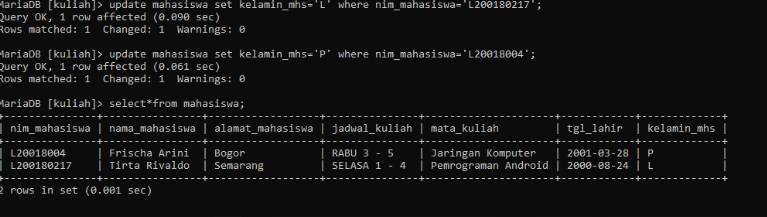 MariaDB [kuliah]> update mahasiswa set kelamin_mhs='L' where nim_mahasiswa='L200180217';
Query OK, 1 row affected (0.090 sec)
Rows matched: 1  Changed: 1  Warnings: 0
MariaDB [kuliah]> update mahasiswa set kelamin_mhs='P' where nim_mahasiswa='L20018004';
Query OK, 1 row affected (0.061 sec)
Rows matched: 1  Changed: 1  Warnings: 0
MariaDB [kuliah]> select*from mahasiswa;
+---------------+----------------+------------------+---------------+---------------------+------------+-------------+
| nim_mahasiswa | nama_mahasiswa | alamat_mahasiswa | jadwal_kuliah | mata_kuliah         | tgl_lahir  | kelamin_mhs |
+---------------+----------------+------------------+---------------+---------------------+------------+-------------+
| L20018004     | Frischa Arini  | Bogor            | RABU 3 - 5    | Jaringan Komputer   | 2001-03-28 | P           |
| L200180217    | Tirta Rivaldo  | Semarang         | SELASA 1 - 4  | Pemrograman Android | 2000-08-24 | L           |
+---------------+----------------+------------------+---------------+---------------------+------------+-------------+
2 rows in set (0.001 sec)